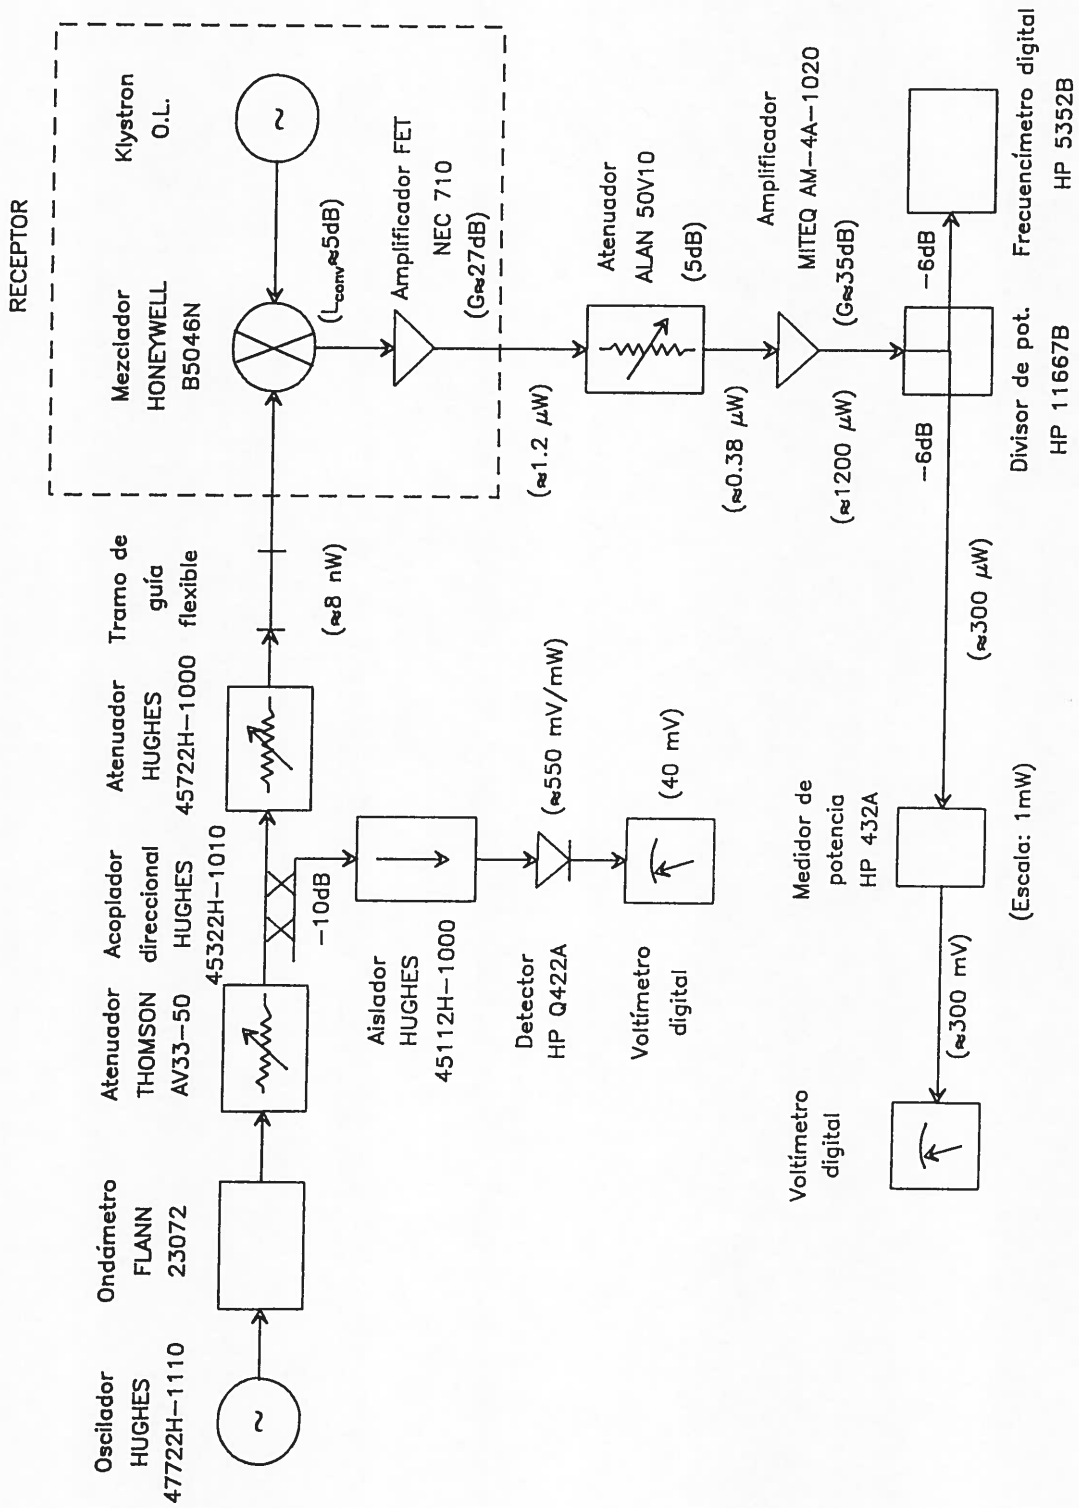 RECEPTOR
Oscilador
HUGHES
47722H-1110
Ondámetro
FLANN
23072
Atenuador
THOMSON
AV33-50
Acoplador
direccional
HUGHES
45322H-1010
-10dB
Atenuador
HUGHES
45722H-1000
Tramo de
guía
flexible
(≈8 nW)
Mezclador
HONEYWELL
B5046N
Klystron
O.L.
(Lconv≈5dB)
Amplificador FET
NEC 710
(G≈27dB)
Aislador
HUGHES
45112H-1000
Detector
HP Q422A
(≈550 mV/mW)
Voltímetro
digital
(40 mV)
(≈1.2 μW)
Atenuador
ALAN 50V10
(5dB)
(≈0.38 μW)
Amplificador
MITEQ AM-4A-1020
(G≈35dB)
(≈1200 μW)
-6dB
-6dB
Divisor de pot.
HP 11667B
Frecuencímetro digital
HP 5352B
(≈300 μW)
Medidor de
potencia
HP 432A
(Escala: 1mW)
(≈300 mV)
Voltímetro
digital